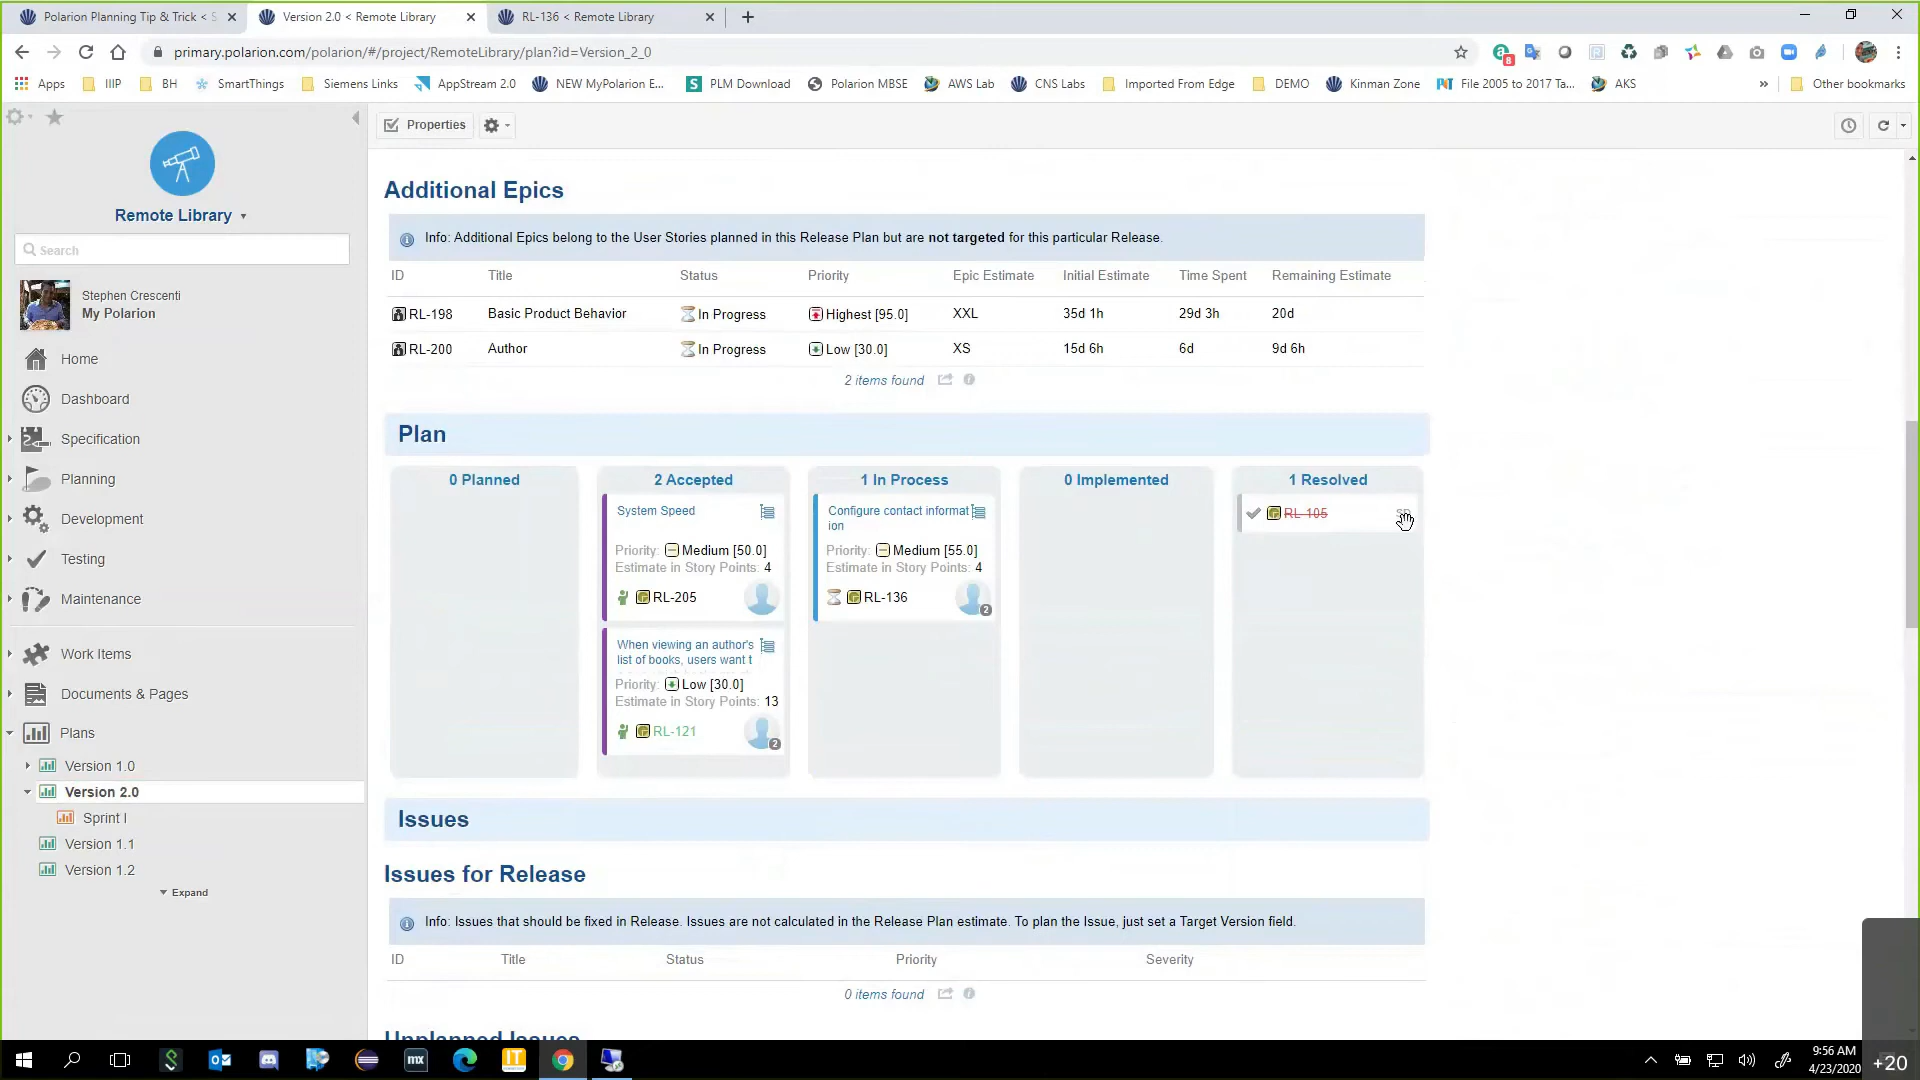 Polarion Planning Tip & Trick < S
Version 2.0 < Remote Library
RL-136 < Remote Library
primary.polarion.com/polarion/#/project/RemoteLibrary/plan?id=Version_2_0
8
Apps
IIIP
BH
SmartThings
Siemens Links
AppStream 2.0
NEW MyPolarion E...
PLM Download
Polarion MBSE
AWS Lab
CNS Labs
Imported From Edge
DEMO
Kinman Zone
File 2005 to 2017 Ta...
AKS
»
Other bookmarks
Properties
Remote Library
Search
Stephen Crescenti
My Polarion
Home
Dashboard
Specification
Planning
Development
Testing
Maintenance
Work Items
Documents & Pages
Plans
Version 1.0
Version 2.0
Sprint I
Version 1.1
Version 1.2
Expand
Additional Epics
Info: Additional Epics belong to the User Stories planned in this Release Plan but are not targeted for this particular Release.
ID Title Status Priority Epic Estimate Initial Estimate Time Spent Remaining Estimate
RL-198 Basic Product Behavior In Progress Highest [95.0] XXL 35d 1h 29d 3h 20d
RL-200 Author In Progress Low [30.0] XS 15d 6h 6d 9d 6h
2 items found
Plan
0 Planned
2 Accepted
System Speed
Priority: Medium [50.0]
Estimate in Story Points: 4
RL-205
When viewing an author's
list of books, users want t
Priority: Low [30.0]
Estimate in Story Points: 13
RL-121
2
1 In Process
Configure contact informat
ion
Priority: Medium [55.0]
Estimate in Story Points: 4
RL-136
2
0 Implemented
1 Resolved
RL-105
Issues
Issues for Release
Info: Issues that should be fixed in Release. Issues are not calculated in the Release Plan estimate. To plan the Issue, just set a Target Version field.
ID Title Status Priority Severity
0 items found
Unplanned Issues
mx
IT
9:56 AM
4/23/2020
+20